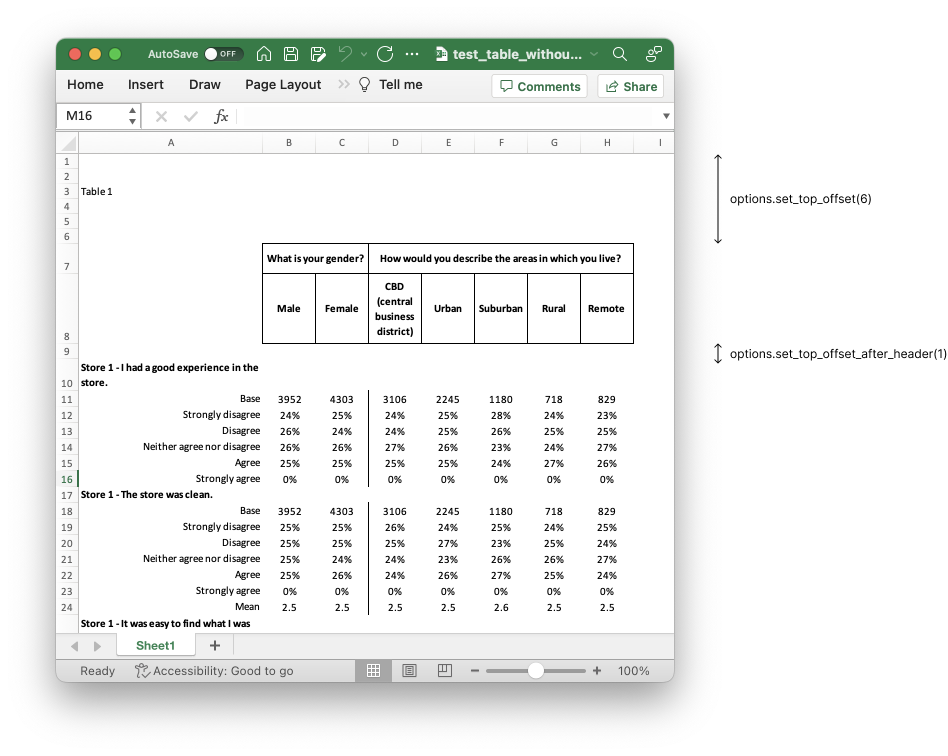 AutoSave OFF ... test_table_withou...
Home Insert Draw Page Layout >> Tell me Comments Share
M16 fx
A B C D E F G H I
1
2
3 Table 1
4
5
6
7 What is your gender? How would you describe the areas in which you live?
8 Male Female CBD (central business district) Urban Suburban Rural Remote
9
10 Store 1 - I had a good experience in the store.
11 Base 3952 4303 3106 2245 1180 718 829
12 Strongly disagree 24% 25% 24% 25% 28% 24% 23%
13 Disagree 26% 24% 24% 25% 26% 25% 25%
14 Neither agree nor disagree 26% 26% 27% 26% 23% 24% 27%
15 Agree 25% 25% 25% 25% 24% 27% 26%
16 Strongly agree 0% 0% 0% 0% 0% 0% 0%
17 Store 1 - The store was clean.
18 Base 3952 4303 3106 2245 1180 718 829
19 Strongly disagree 25% 25% 26% 24% 25% 24% 25%
20 Disagree 25% 25% 25% 27% 23% 25% 24%
21 Neither agree nor disagree 25% 24% 24% 23% 26% 26% 27%
22 Agree 25% 26% 24% 26% 27% 25% 24%
23 Strongly agree 0% 0% 0% 0% 0% 0% 0%
24 Mean 2.5 2.5 2.5 2.5 2.6 2.5 2.5
Store 1 - It was easy to find what I was
Sheet1 +
Ready Accessibility: Good to go - + 100%
options.set_top_offset(6)
options.set_top_offset_after_header(1)